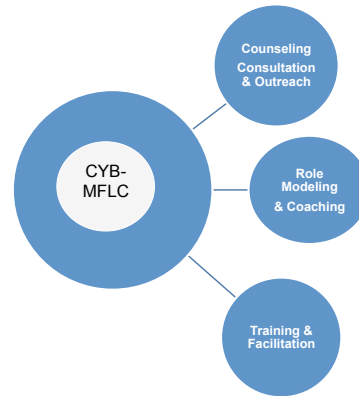 Counseling
Consultation
& Outreach
CYB-
MFLC
Role
Modeling
& Coaching
Training &
Facilitation